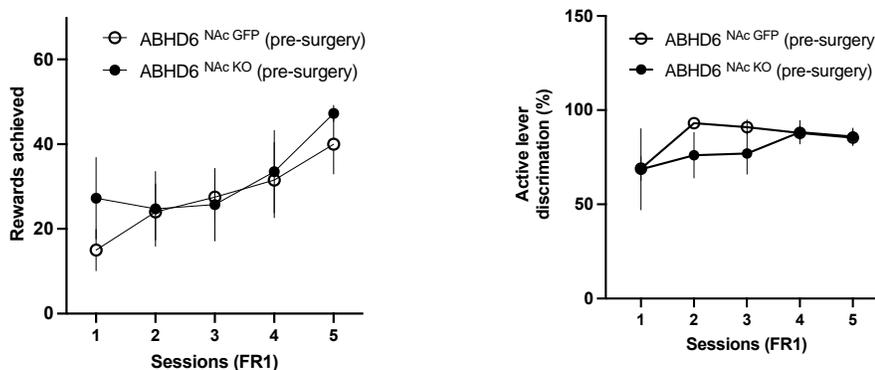 ABHD6 NAc GFP (pre-surgery)
ABHD6 NAc KO (pre-surgery)
Rewards achieved
60
40
20
0
1 2 3 4 5
Sessions (FR1)
ABHD6 NAc GFP (pre-surgery
ABHD6 NAc KO (pre-surgery)
Active lever
discrimation (%)
150
100
50
0
1 2 3 4 5
Sessions (FR1)